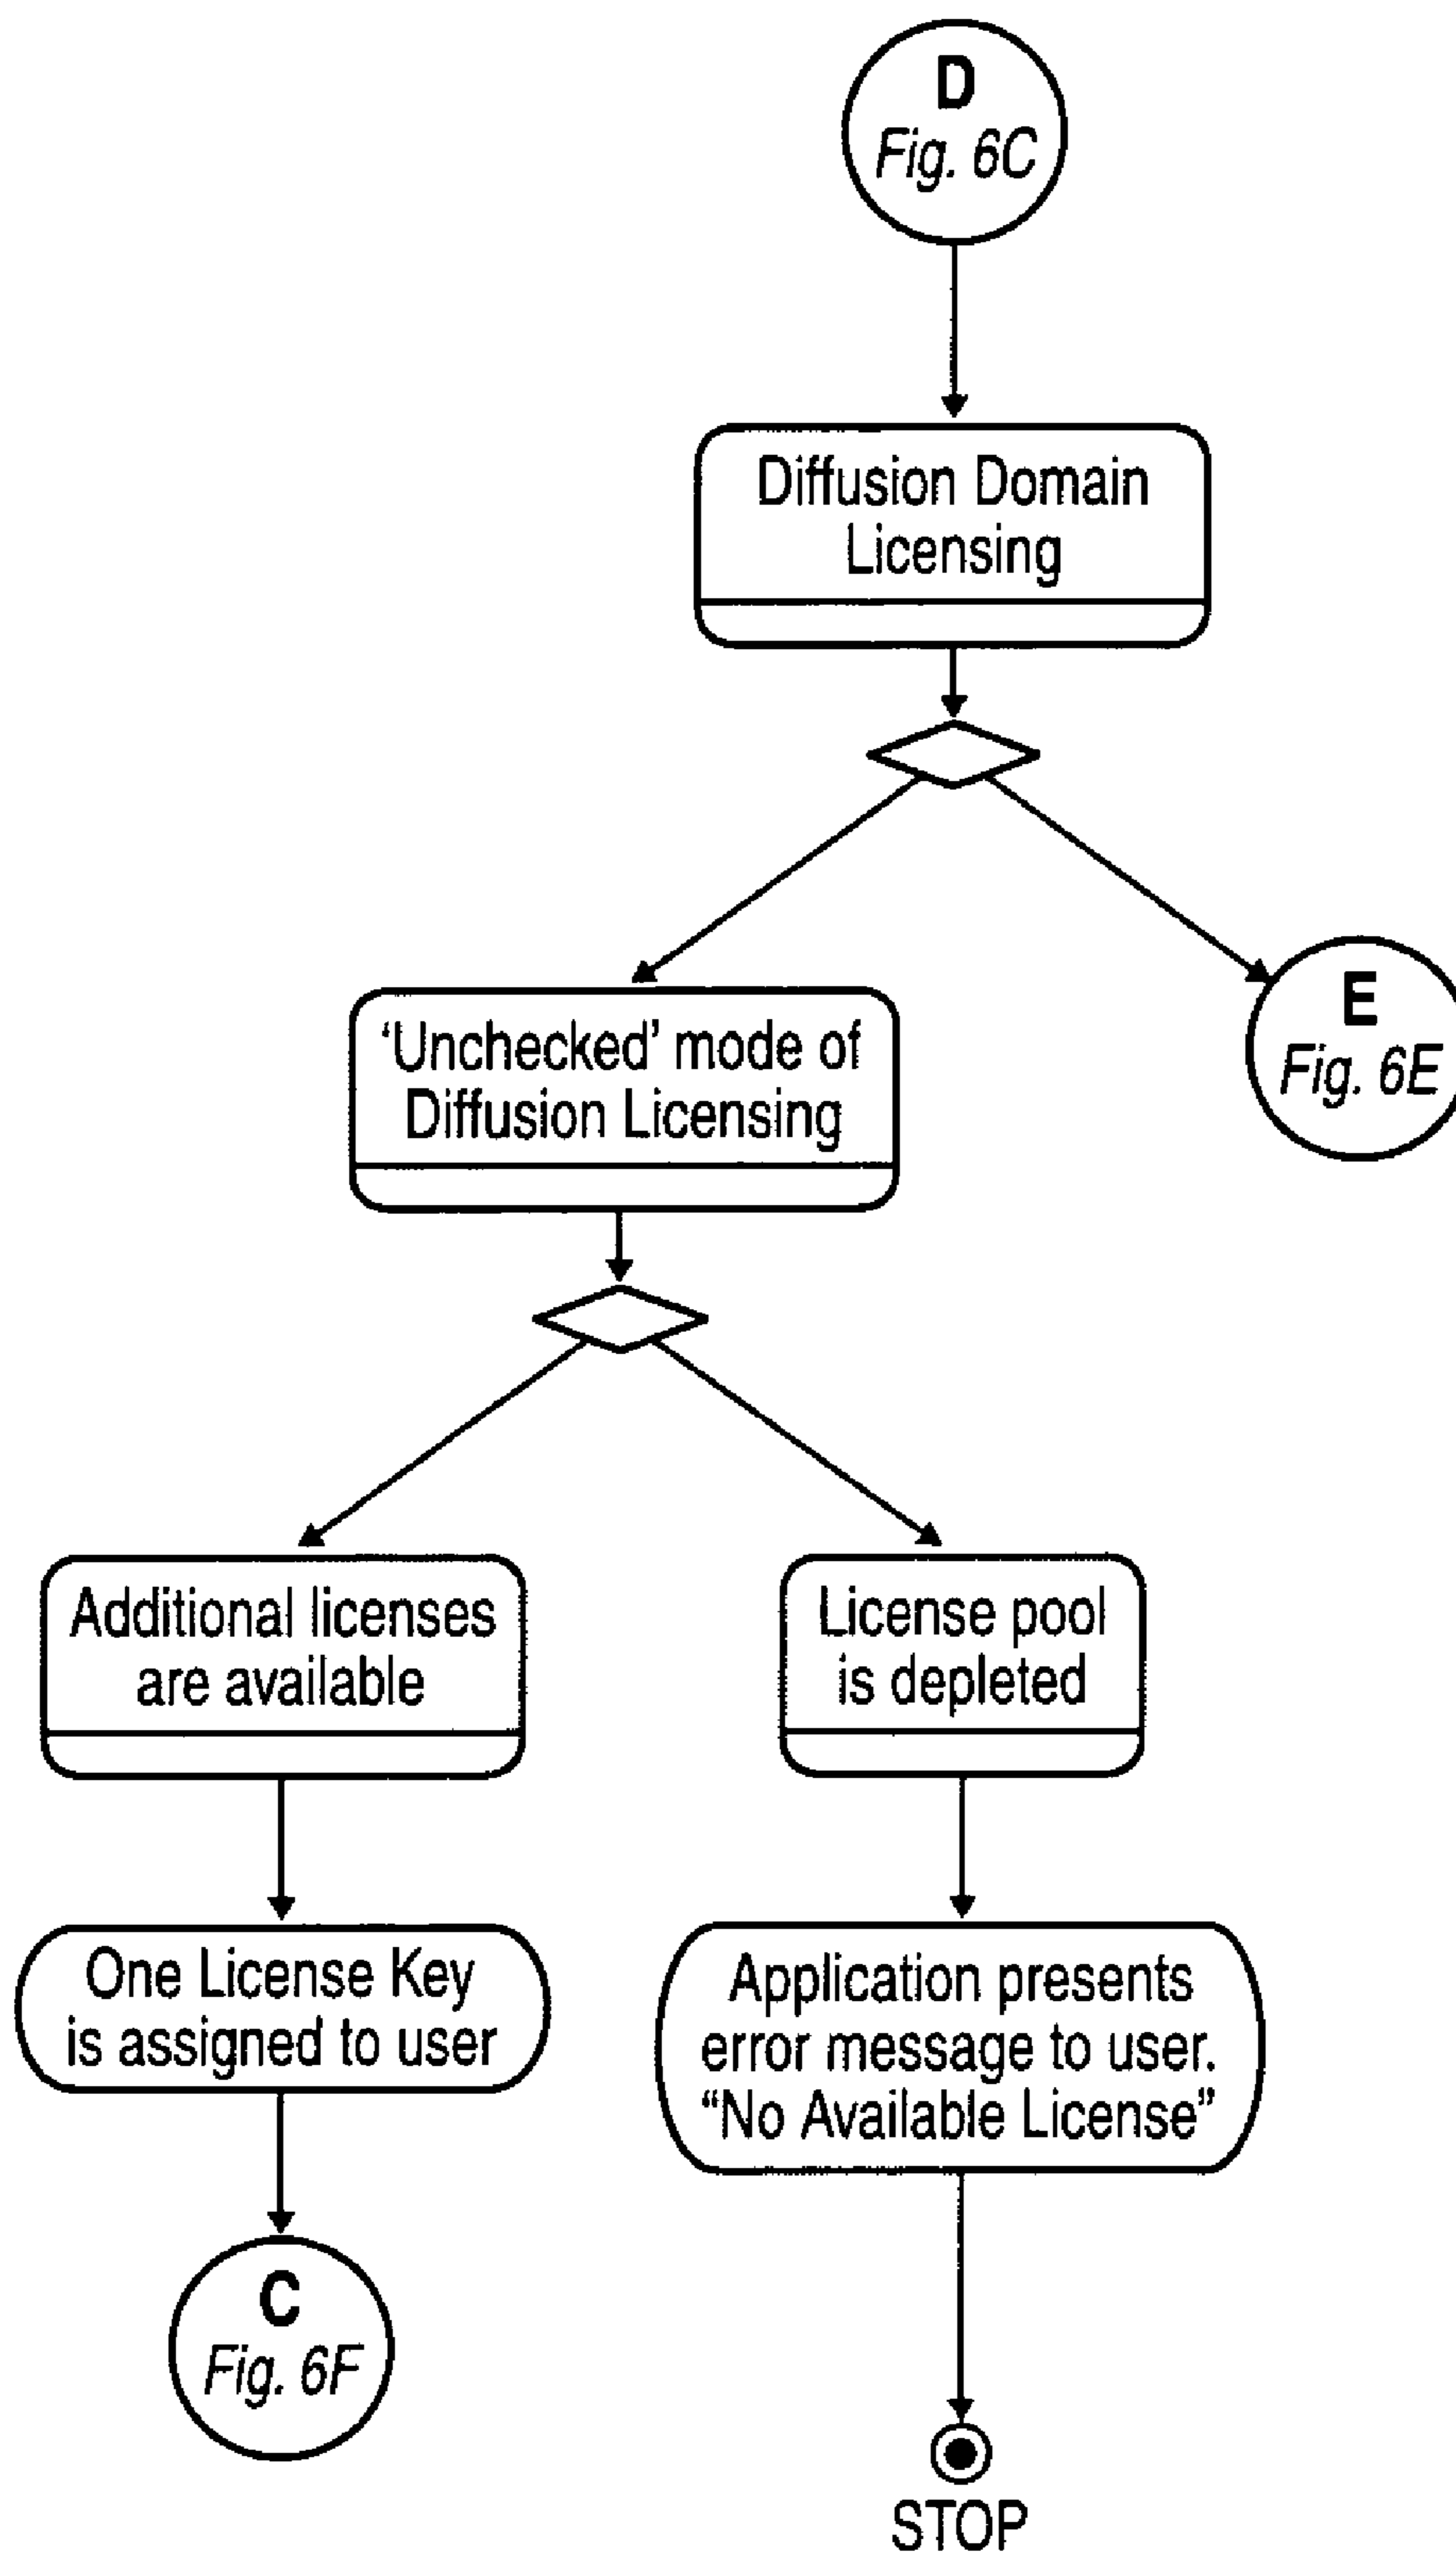 D
Fig. 6C
Diffusion Domain
Licensing
‘Unchecked’ mode of
Diffusion Licensing
E
Fig. 6E
Additional licenses
are available
License pool
is depleted
One License Key
is assigned to user
Application presents
error message to user.
“No Available License”
C
Fig. 6F
STOP